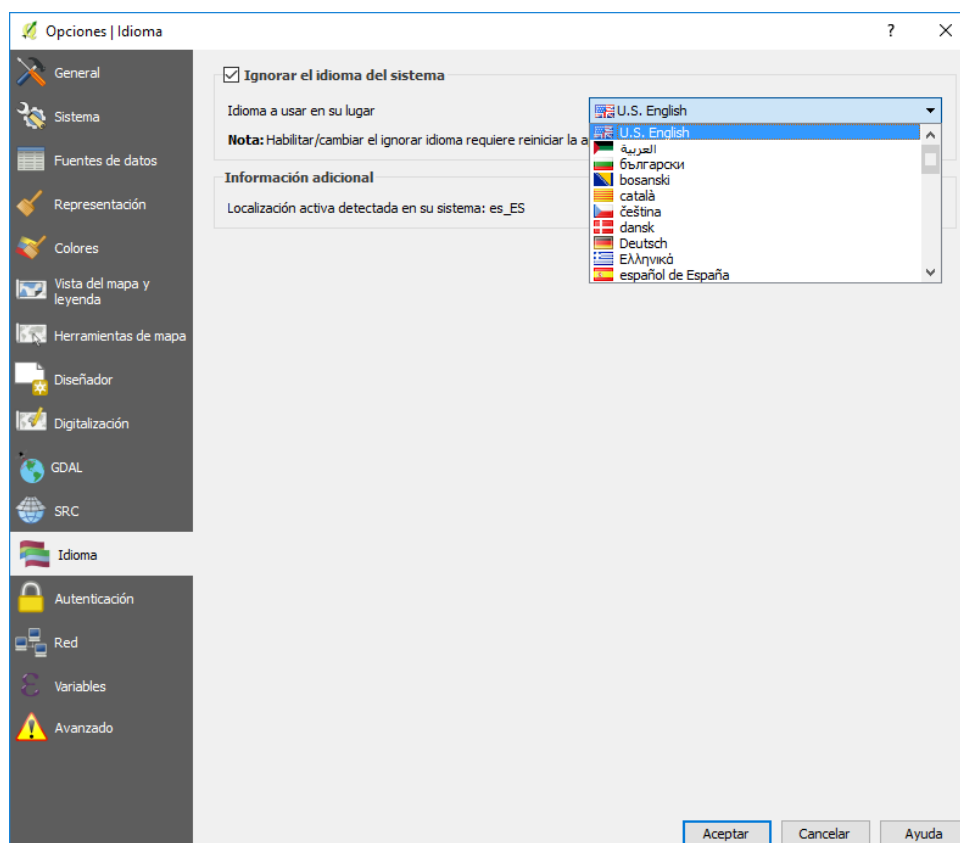 Opciones | Idioma
?
General
Sistema
Fuentes de datos
Representación
Colores
Vista del mapa y
leyenda
Herramientas de mapa
Diseñador
Digitalización
GDAL
SRC
Idioma
Autenticación
Red
Variables
Avanzado
Ignorar el idioma del sistema
Idioma a usar en su lugar
U.S. English
Nota: Habilitar/cambiar el ignorar idioma requiere reiniciar la a
U.S. English
العربية
български
bosanski
català
čeština
dansk
Deutsch
Ελληνικά
español de España
Información adicional
Localización activa detectada en su sistema: es_ES
Aceptar
Cancelar
Ayuda